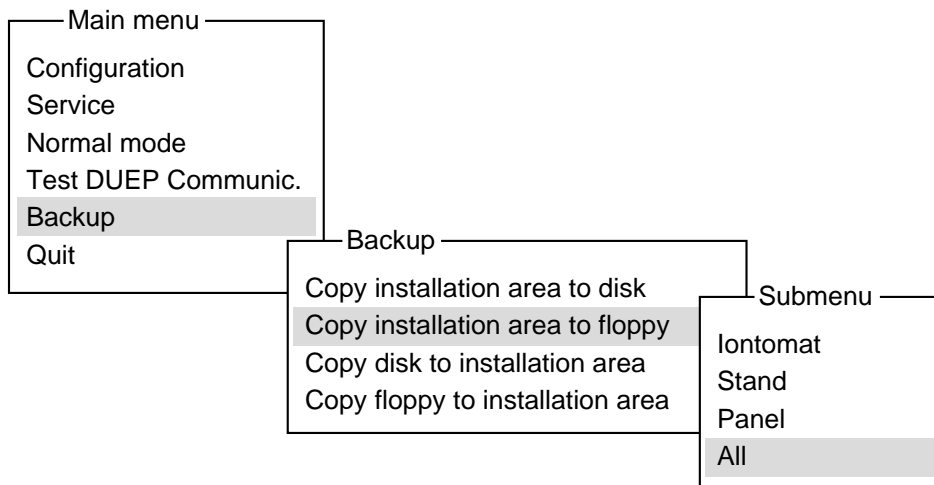 Main menu
Configuration
Service
Normal mode
Test DUEP Communic.
Backup
Quit
Backup
Copy installation area to disk
Copy installation area to floppy
Copy disk to installation area
Copy floppy to installation area
Submenu
Iontomat
Stand
Panel
All